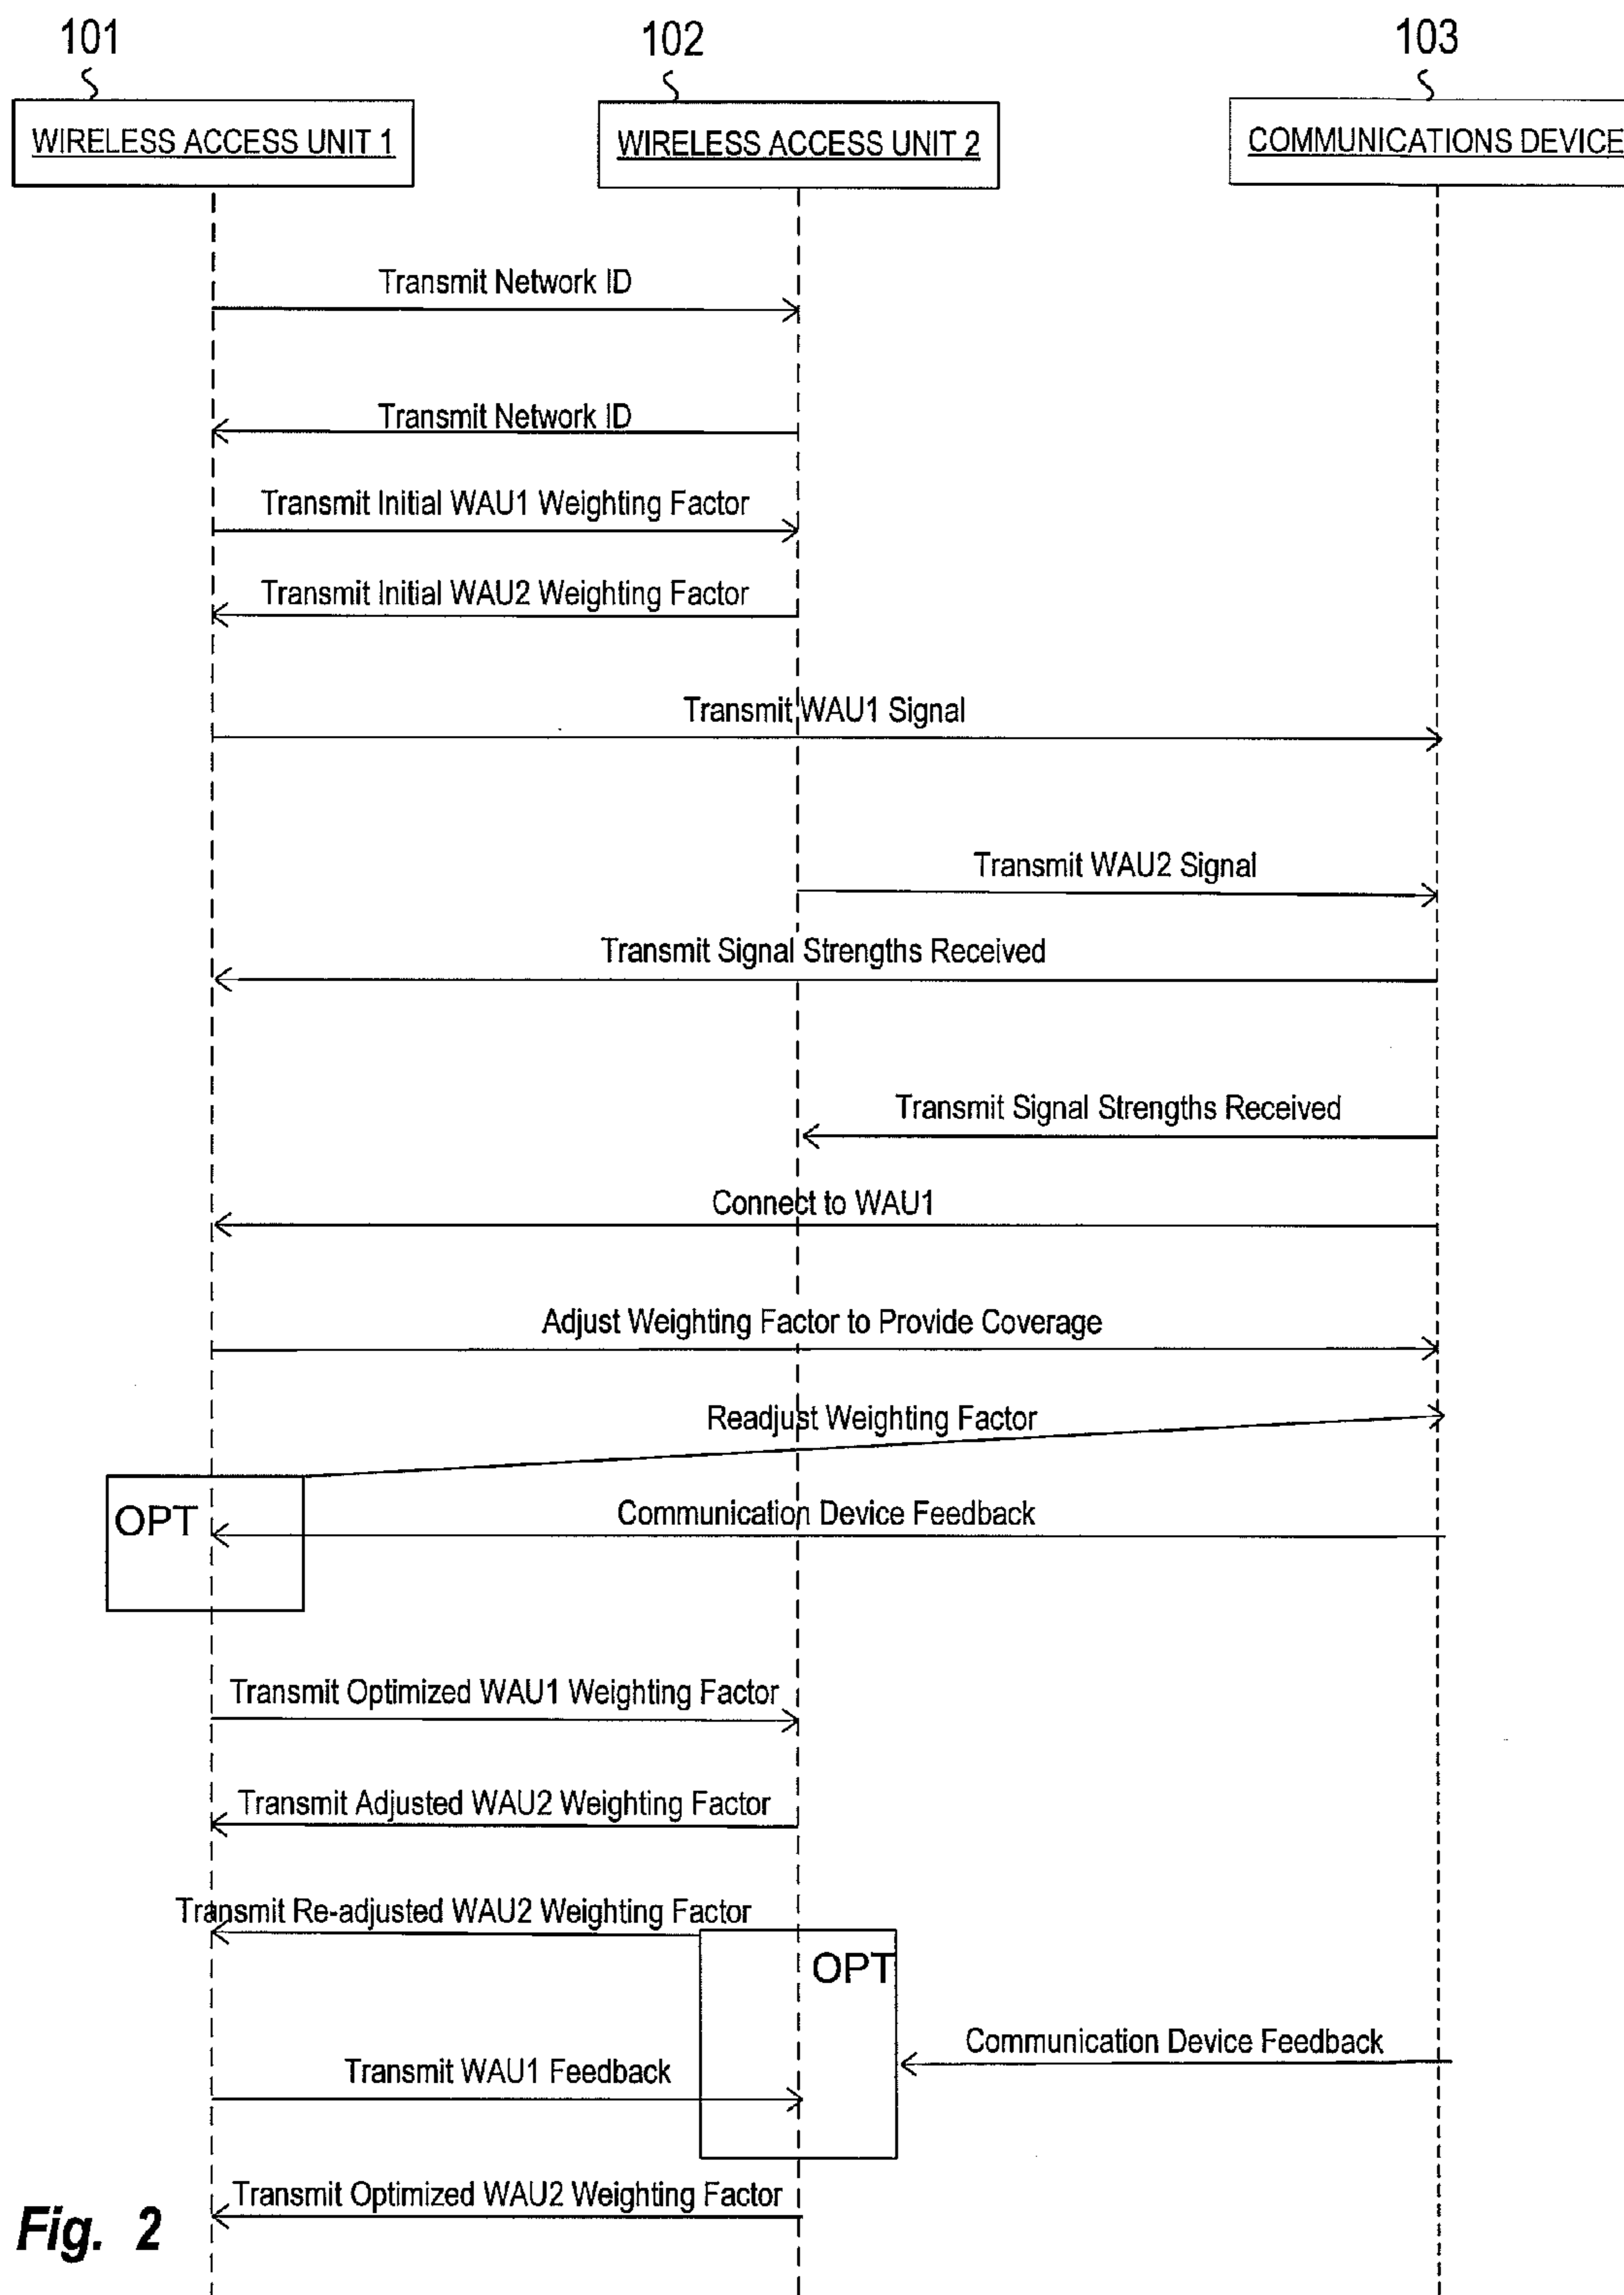 101
102
103
WIRELESS ACCESS UNIT 1
WIRELESS ACCESS UNIT 2
COMMUNICATIONS DEVICE
Transmit Network ID
Transmit Network ID
Transmit Initial WAU1 Weighting Factor
Transmit Initial WAU2 Weighting Factor
Transmit WAU1 Signal
Transmit WAU2 Signal
Transmit Signal Strengths Received
Transmit Signal Strengths Received
Connect to WAU1
Adjust Weighting Factor to Provide Coverage
Readjust Weighting Factor
OPT
Communication Device Feedback
Transmit Optimized WAU1 Weighting Factor
Transmit Adjusted WAU2 Weighting Factor
Transmit Re-adjusted WAU2 Weighting Factor
OPT
Communication Device Feedback
Transmit WAU1 Feedback
Transmit Optimized WAU2 Weighting Factor
Fig. 2